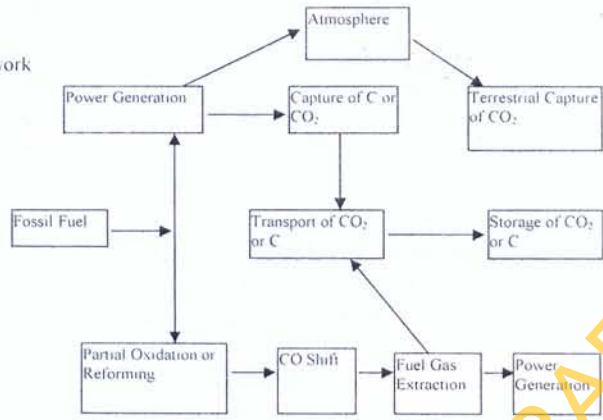 Atmosphere
Power Generation
Capture of C or
CO₂
Terrestrial Capture
of CO₂
Fossil Fuel
Transport of CO₂
or C
Storage of CO₂
or C
Partial Oxidation or
Reforming
CO Shift
Fuel Gas
Extraction
Power
Generation